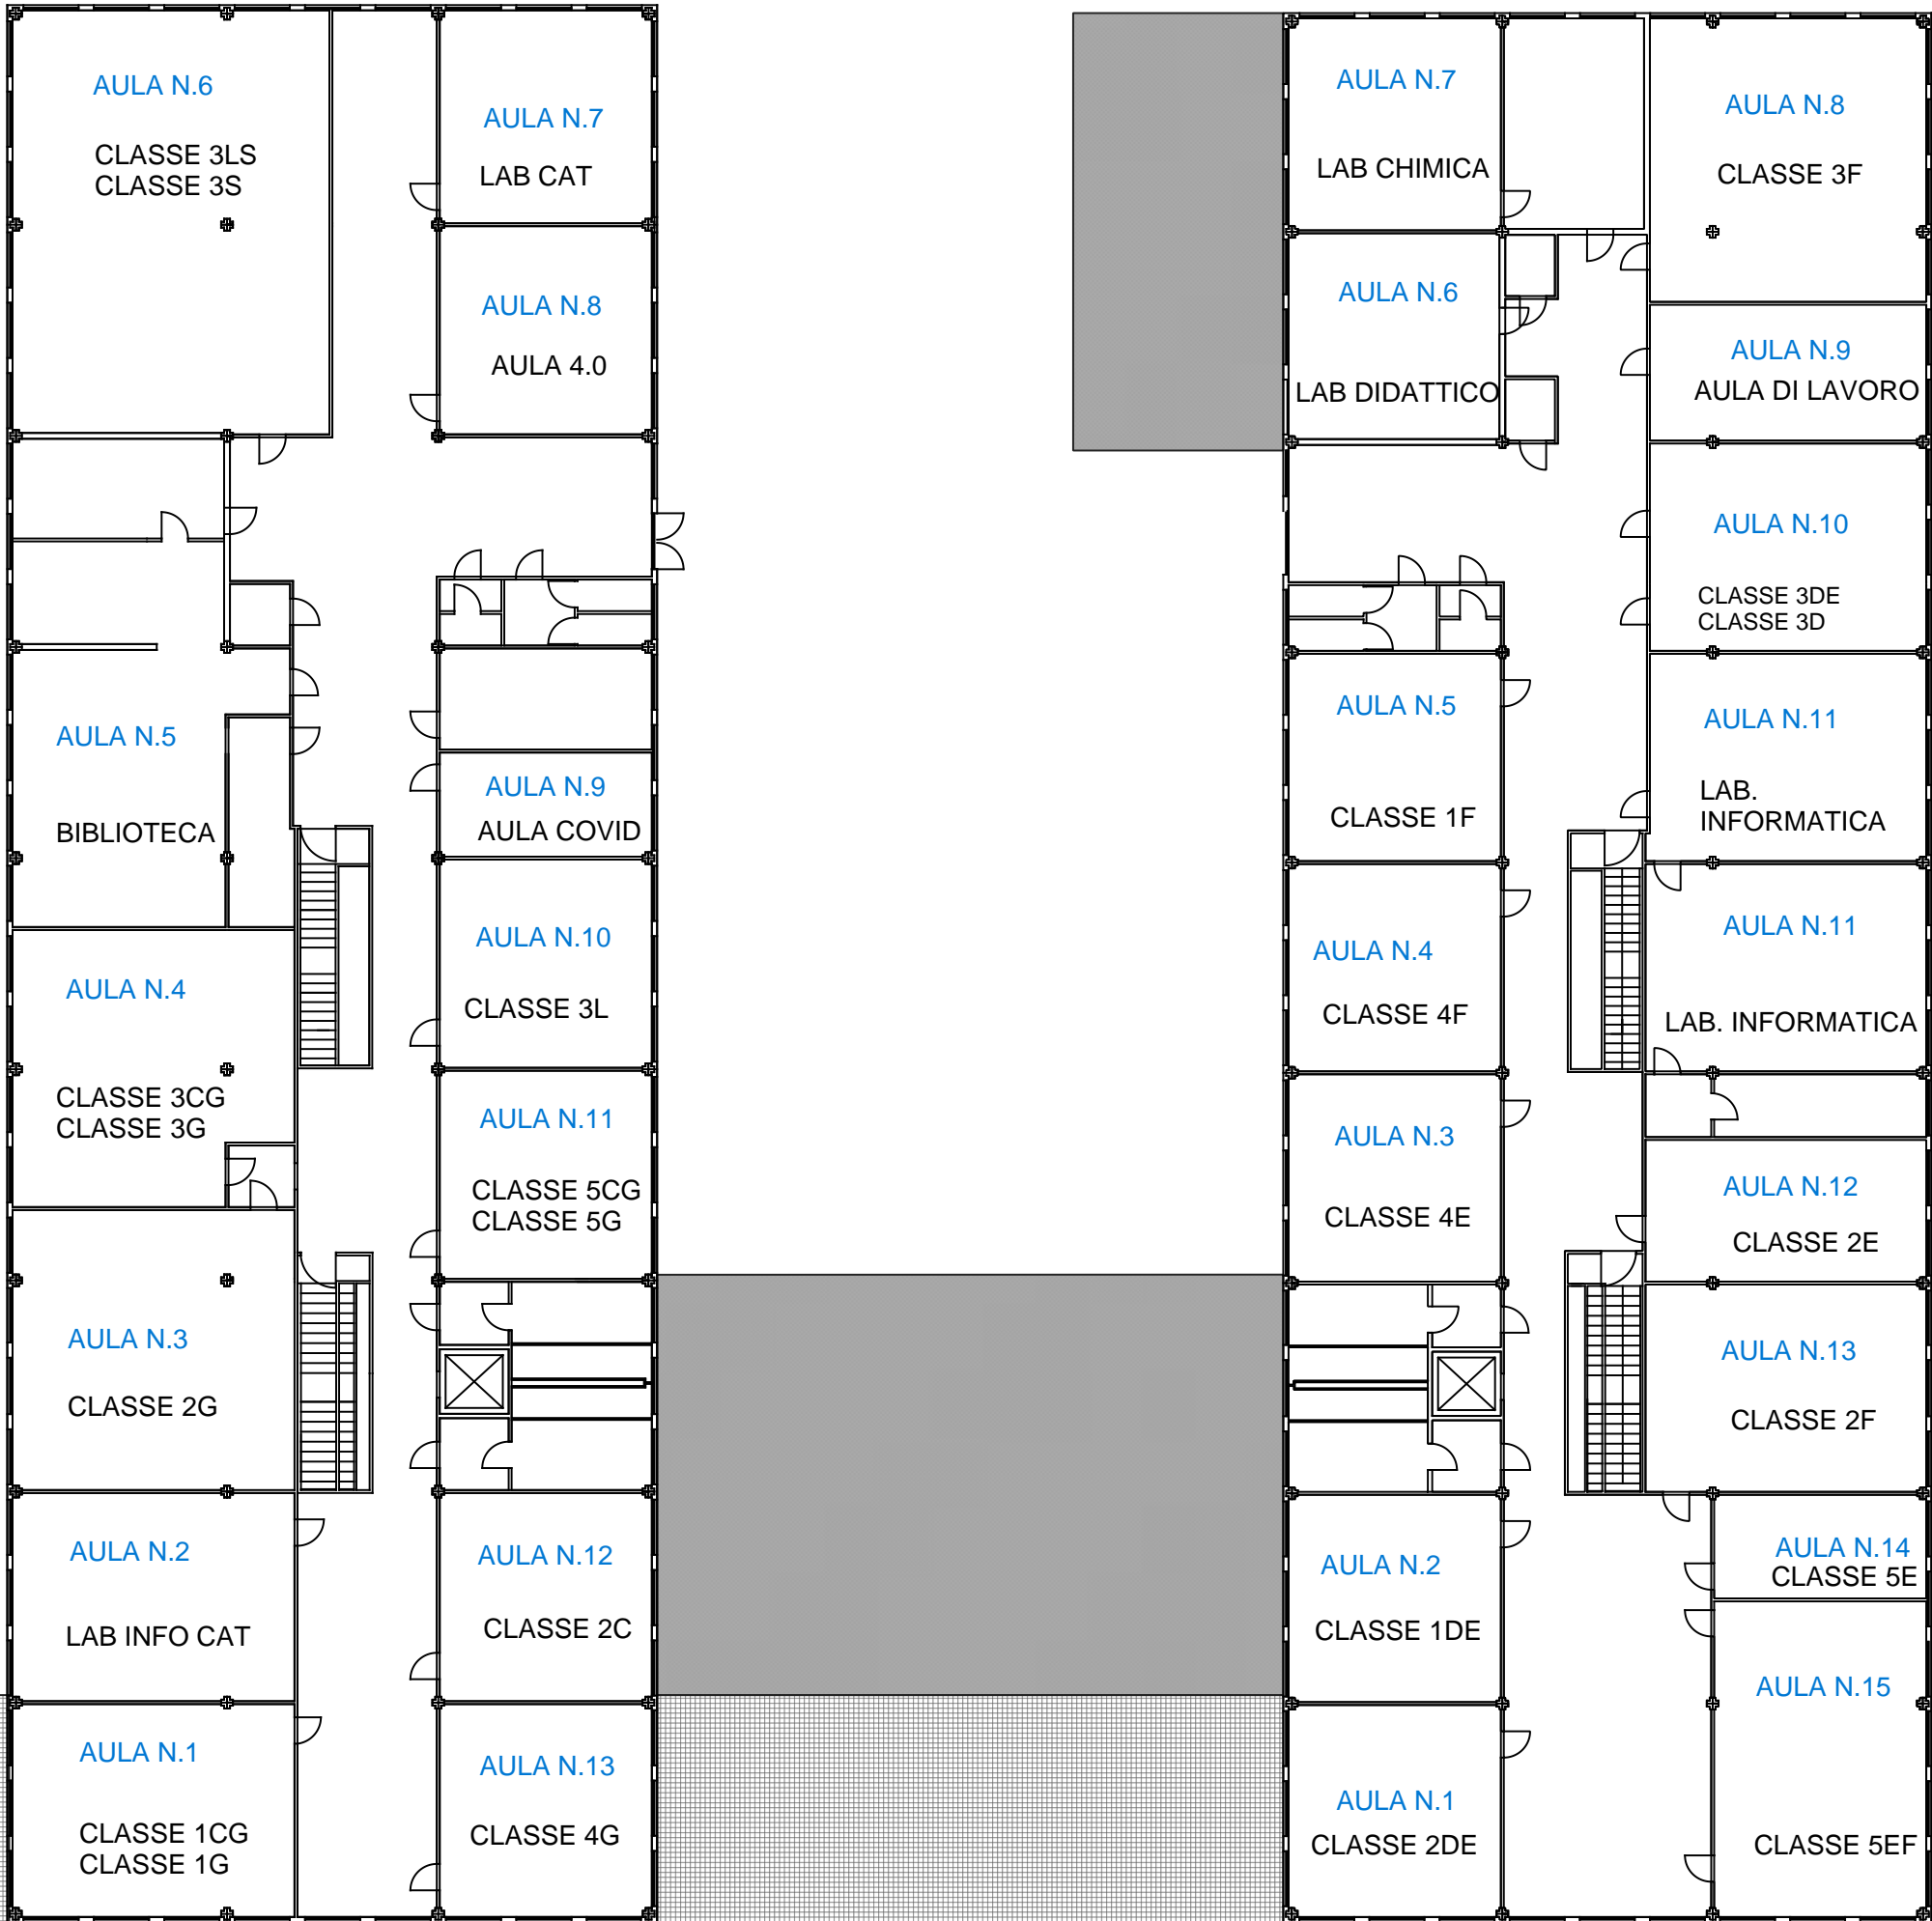 AULA N.6
CLASSE 3LS
CLASSE 3S
AULA N.7
LAB CAT
AULA N.8
AULA 4.0
AULA N.5
BIBLIOTECA
AULA N.9
AULA COVID
AULA N.10
CLASSE 3L
AULA N.4
CLASSE 3CG
CLASSE 3G
AULA N.11
CLASSE 5CG
CLASSE 5G
AULA N.3
CLASSE 2G
AULA N.2
LAB INFO CAT
AULA N.12
CLASSE 2C
AULA N.1
CLASSE 1CG
CLASSE 1G
AULA N.13
CLASSE 4G
AULA N.7
LAB CHIMICA
AULA N.8
CLASSE 3F
AULA N.6
LAB DIDATTICO
AULA N.9
AULA DI LAVORO
AULA N.10
CLASSE 3DE
CLASSE 3D
AULA N.5
CLASSE 1F
AULA N.11
LAB.
INFORMATICA
AULA N.4
CLASSE 4F
AULA N.11
LAB. INFORMATICA
AULA N.3
CLASSE 4E
AULA N.12
CLASSE 2E
AULA N.13
CLASSE 2F
AULA N.2
CLASSE 1DE
AULA N.14
CLASSE 5E
AULA N.1
CLASSE 2DE
AULA N.15
CLASSE 5EF